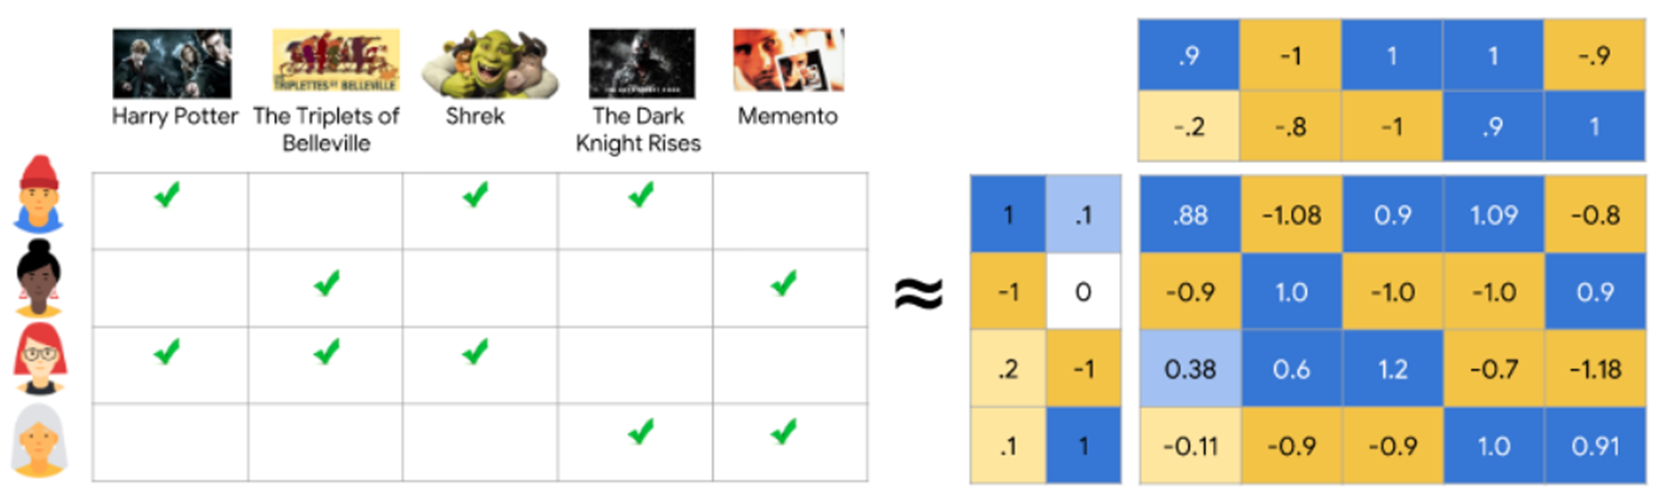 .9 -1 1 1 -.9
TRIPLETTES DE BELLEVILLE
Harry Potter The Triplets of Belleville Shrek The Dark Knight Rises Memento
-.2 -.8 -1 .9 1
1 .1 .88 -1.08 0.9 1.09 -0.8
≈
-1 0 -0.9 1.0 -1.0 -1.0 0.9
.2 -1 0.38 0.6 1.2 -0.7 -1.18
.1 1 -0.11 -0.9 -0.9 1.0 0.91